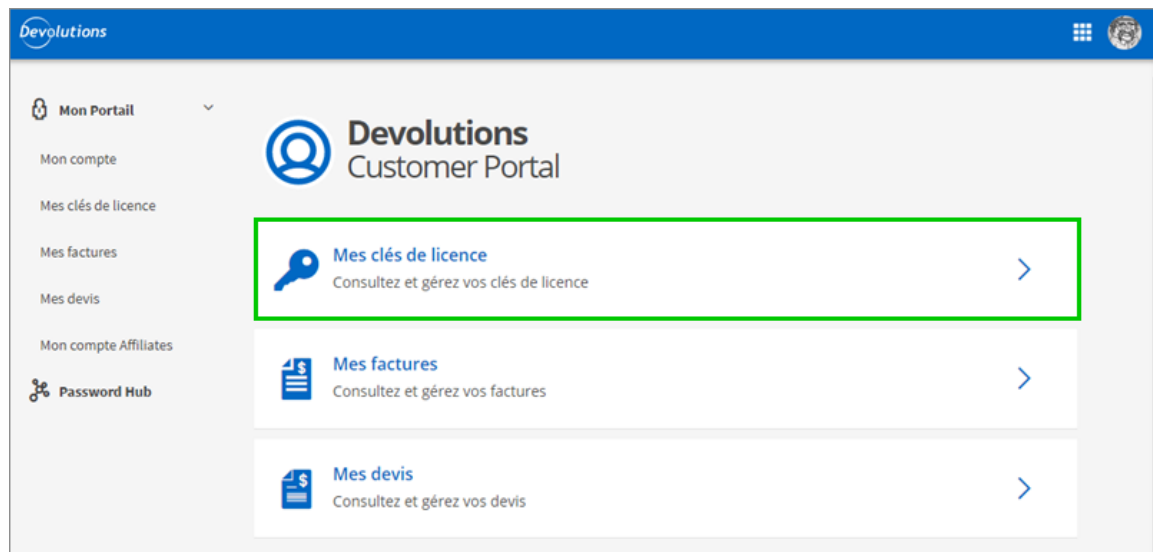 Devolutions
Mon Portail
Mon compte
Mes clés de licence
Mes factures
Mes devis
Mon compte Affiliates
Password Hub
Devolutions
Customer Portal
Mes clés de licence
Consultez et gérez vos clés de licence
Mes factures
Consultez et gérez vos factures
Mes devis
Consultez et gérez vos devis